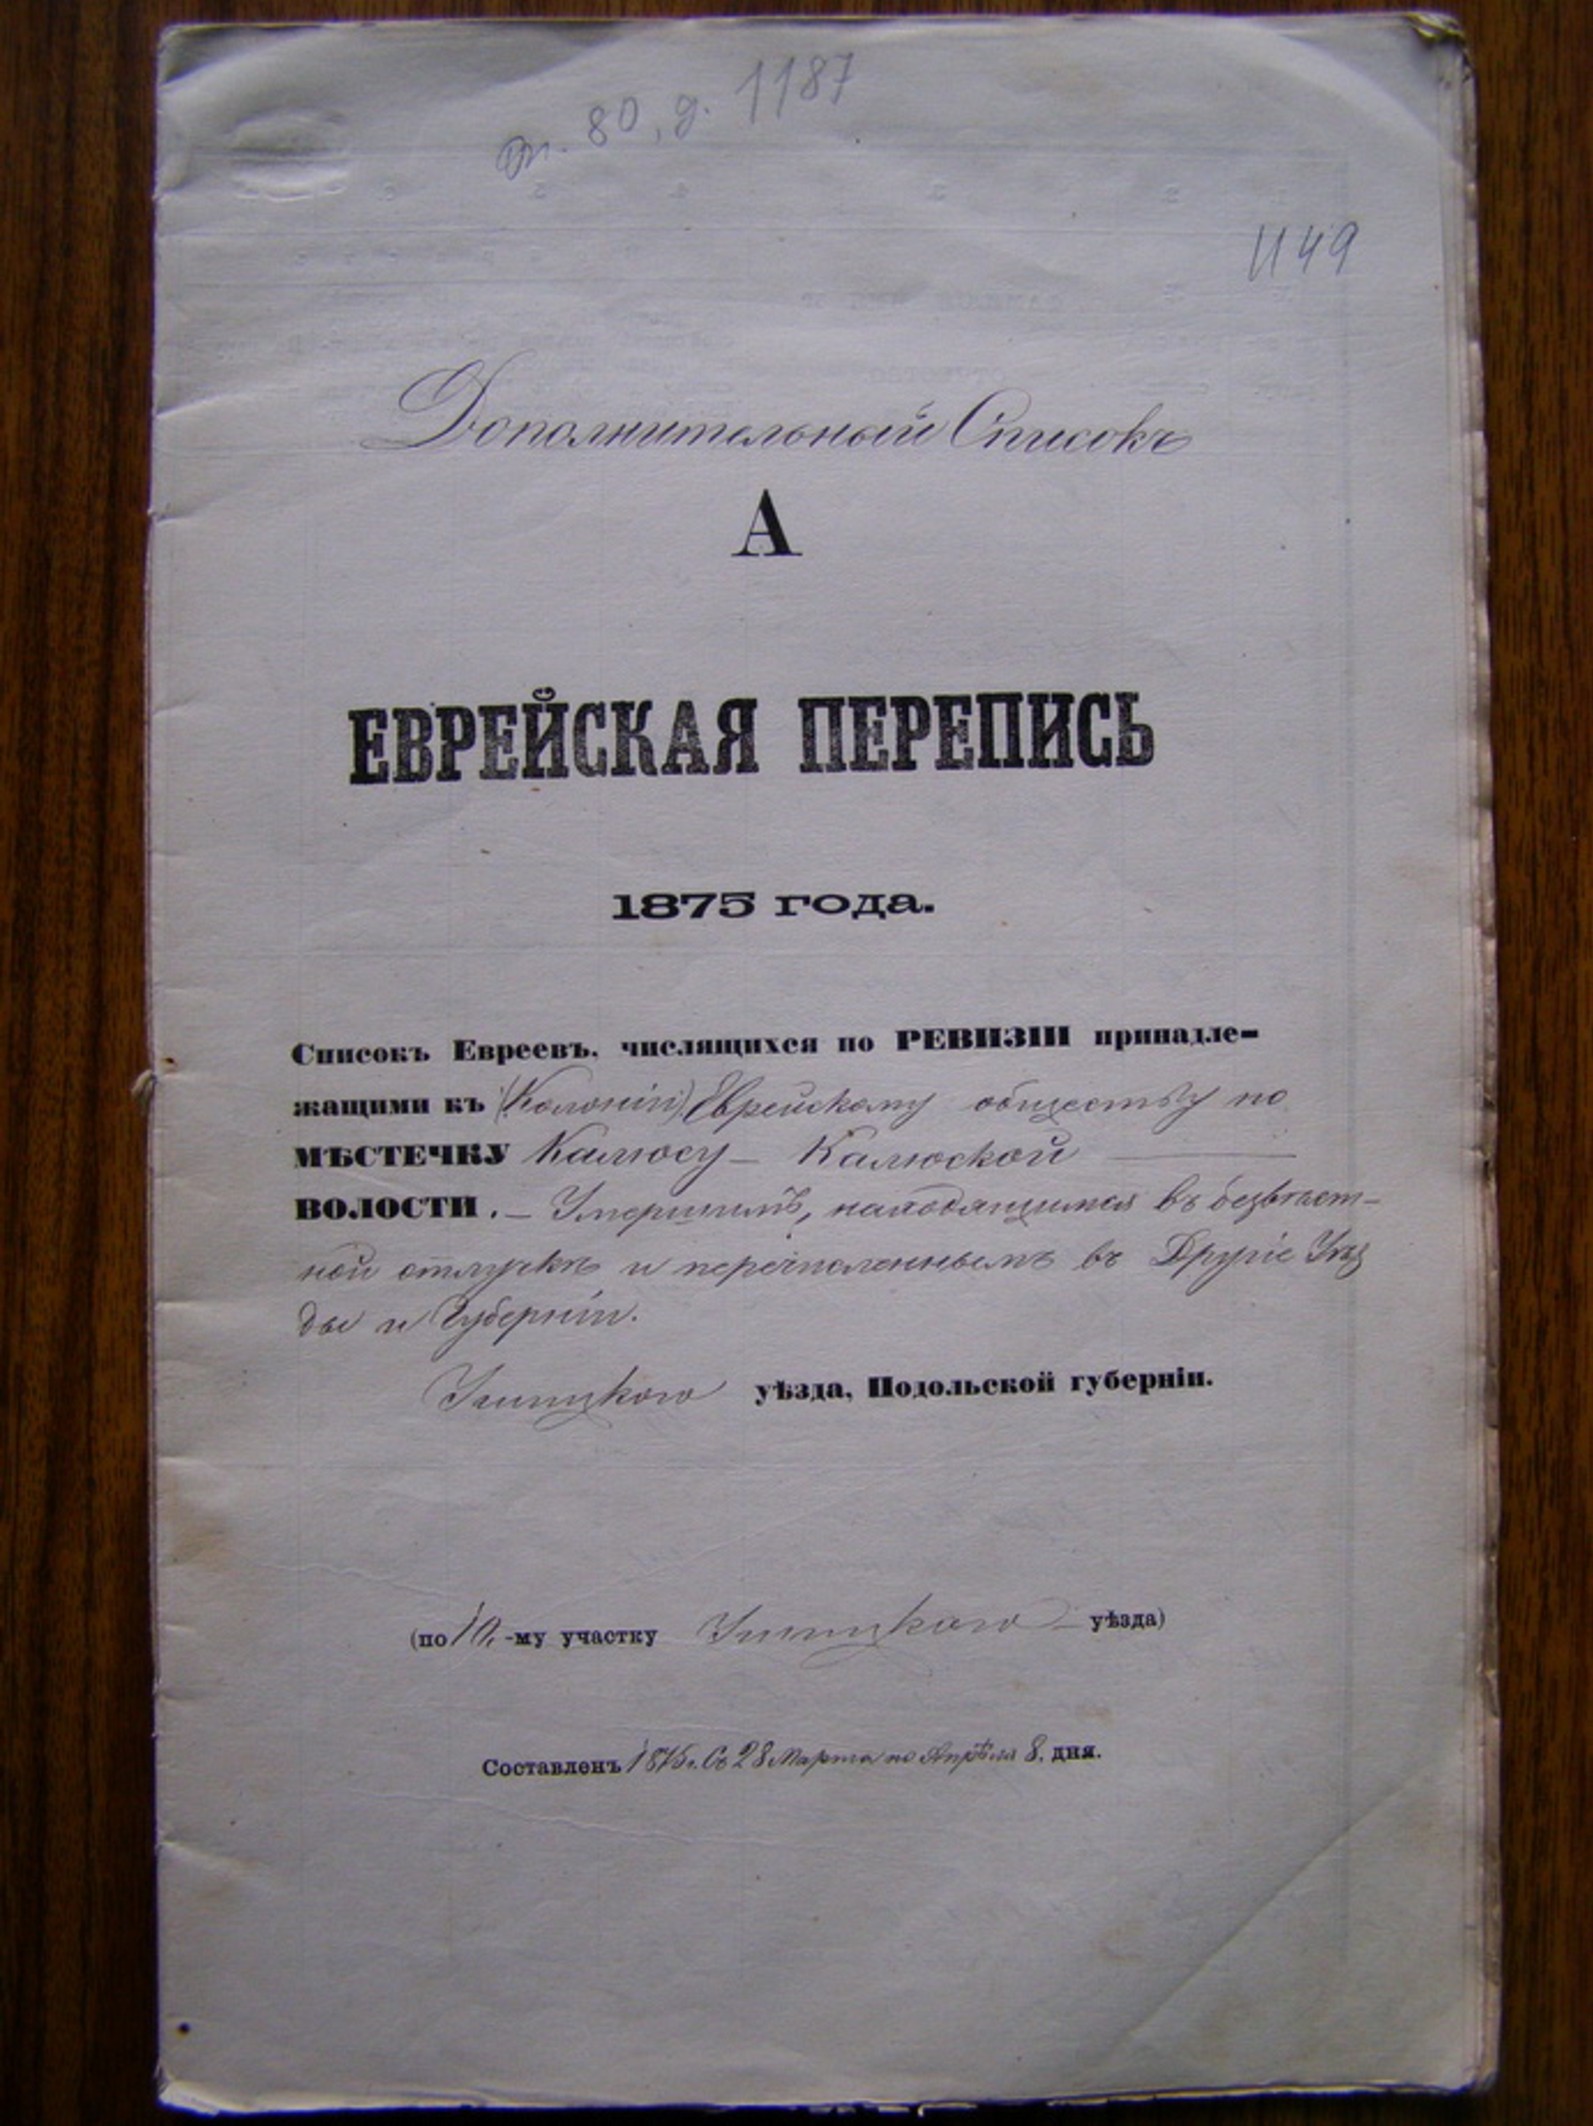 оп. 80, д. 1187
1149
Дополнительный Списокъ
А
ЕВРЕЙСКАЯ ПЕРЕПИСЬ
1875 года.
Списокъ Евреевъ, числящихся по РЕВИЗІИ принадле-
жащими къ (Колоніи) Еврейскому обществу по
МѢСТЕЧКУ Калюсу — Калюской
ВОЛОСТИ. — Умершимъ, находящимся въ безвѣст-
ной отлучкѣ и перечисленнымъ въ Другіе Уѣз
ды и Губерніи.
Ушицкого уѣзда, Подольской губерніи.
(по 10,-му участку Ушицкого — уѣзда)
Составленъ 1875 г. Съ 28 Марта по Апрѣля 8. дня.